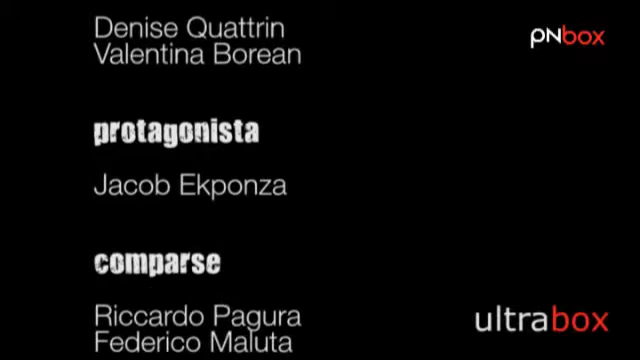 Denise Quattrin
Valentina Borean
pnbox
protagonista
Jacob Ekponza
comparse
Riccardo Pagura
Federico Maluta
ultrabox